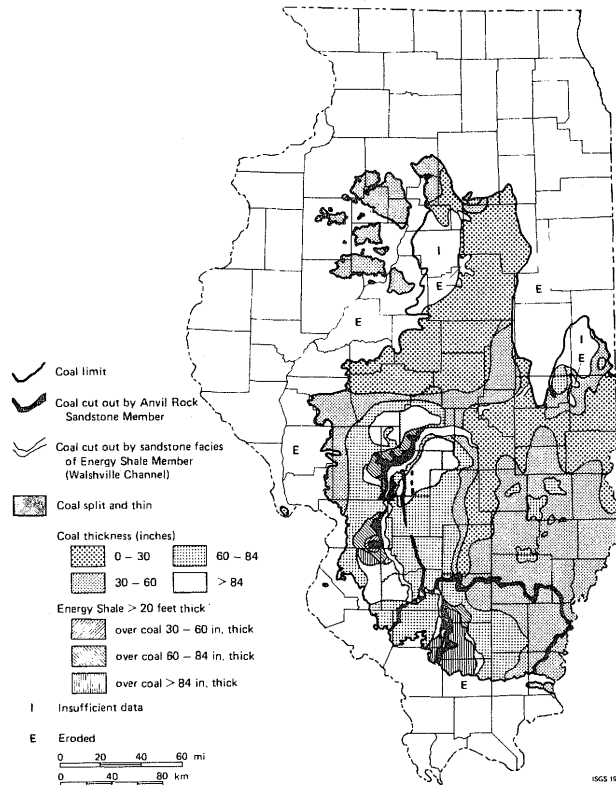 I
E
E
E
I
E
E
E
Coal limit
Coal cut out by Anvil Rock
Sandstone Member
Coal cut out by sandstone facies
of Energy Shale Member
(Walshville Channel)
Coal split and thin
Coal thickness (inches)
0 – 30
60 – 84
30 – 60
> 84
Energy Shale > 20 feet thick
over coal 30 – 60 in. thick
over coal 60 – 84 in. thick
over coal > 84 in. thick
I Insufficient data
E Eroded
0 20 40 60 mi
0 40 80 km
ISGS 19